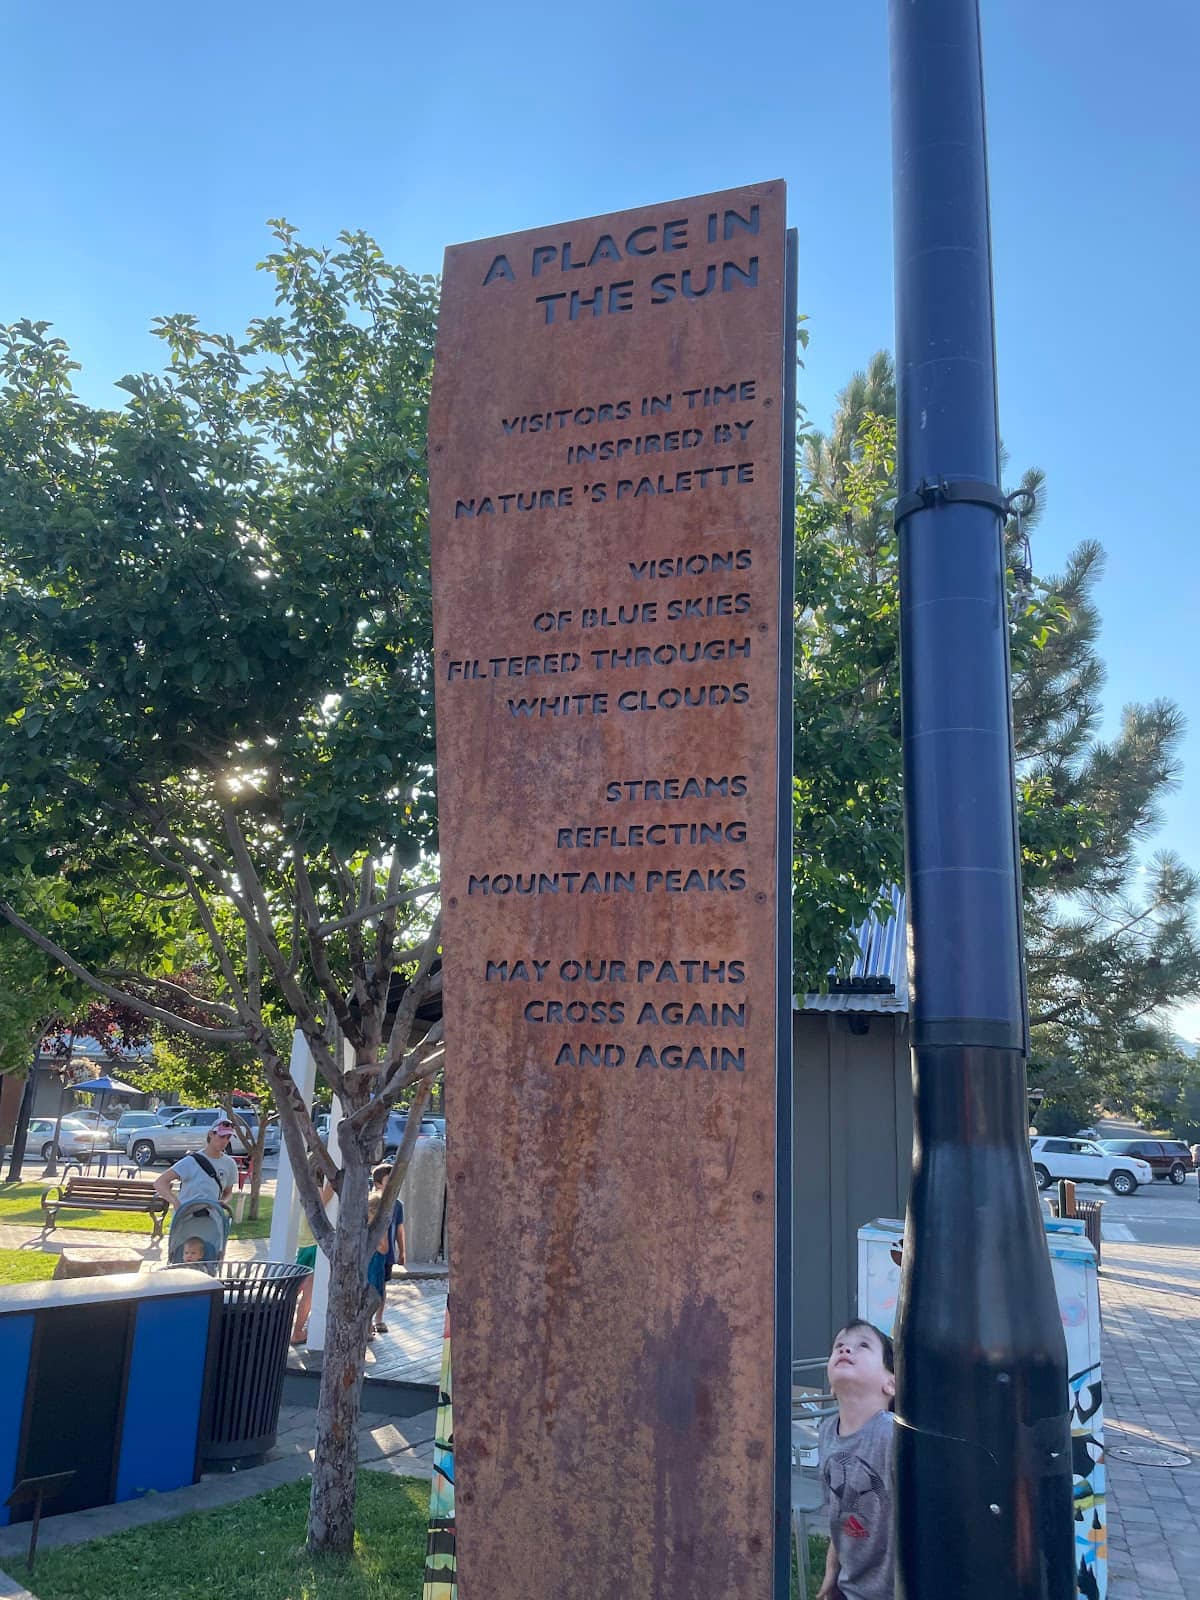 A PLACE IN
THE SUN
VISITORS IN TIME
INSPIRED BY
NATURE 'S PALETTE
VISIONS
OF BLUE SKIES
FILTERED THROUGH
WHITE CLOUDS
STREAMS
REFLECTING
MOUNTAIN PEAKS
MAY OUR PATHS
CROSS AGAIN
AND AGAIN